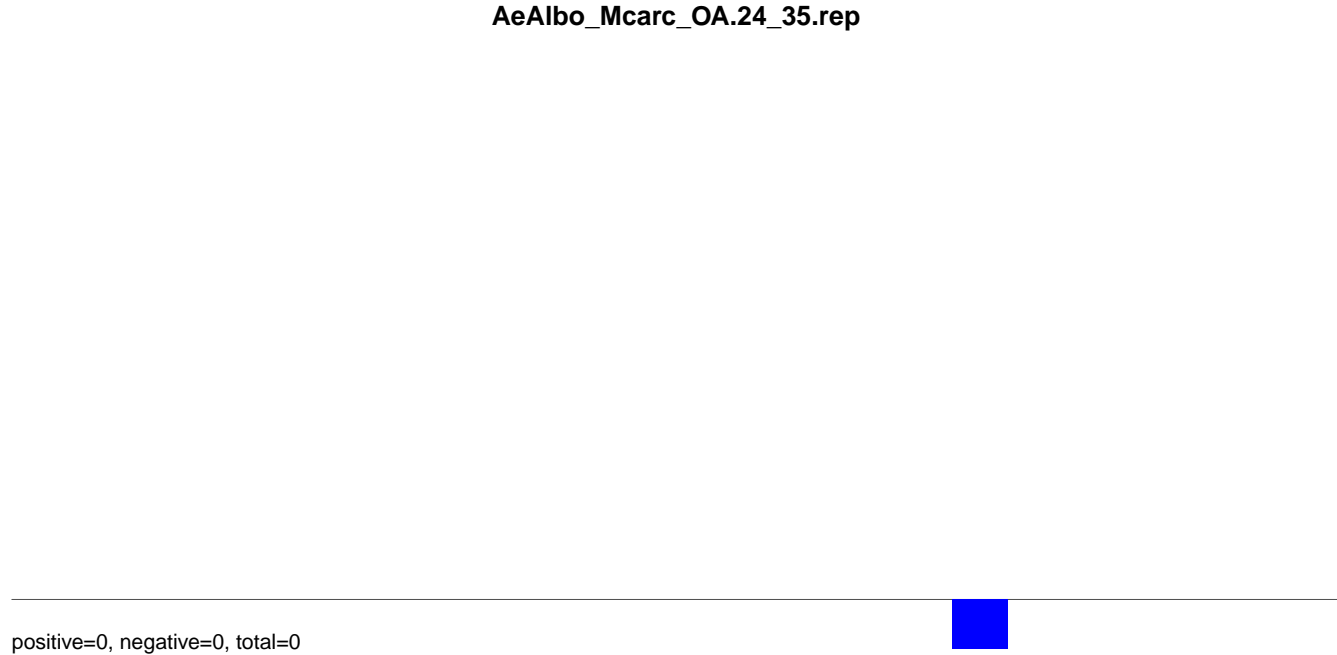 AeAlbo_Mcarc_OA.24_35.rep
positive=0, negative=0, total=0